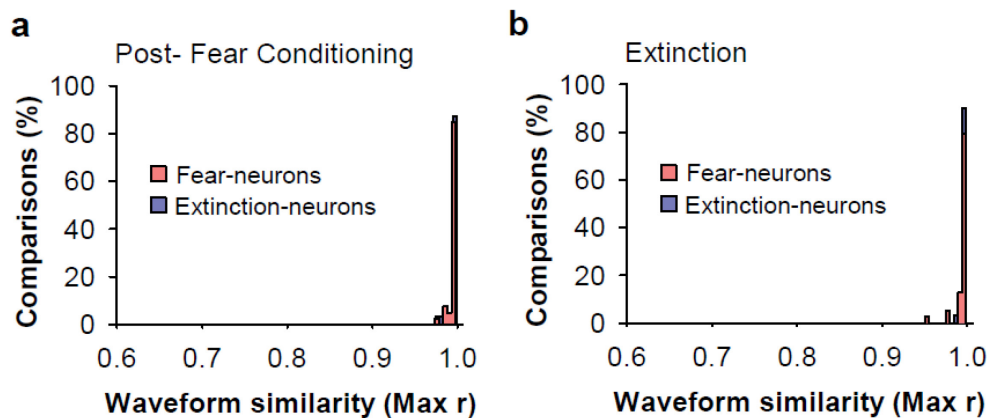 a
Post- Fear Conditioning
Comparisons (%)
100
80
60
40
20
0
Fear-neurons
Extinction-neurons
0.6 0.7 0.8 0.9 1.0
Waveform similarity (Max r)
b
Extinction
Comparisons (%)
100
80
60
40
20
0
Fear-neurons
Extinction-neurons
0.6 0.7 0.8 0.9 1.0
Waveform similarity (Max r)